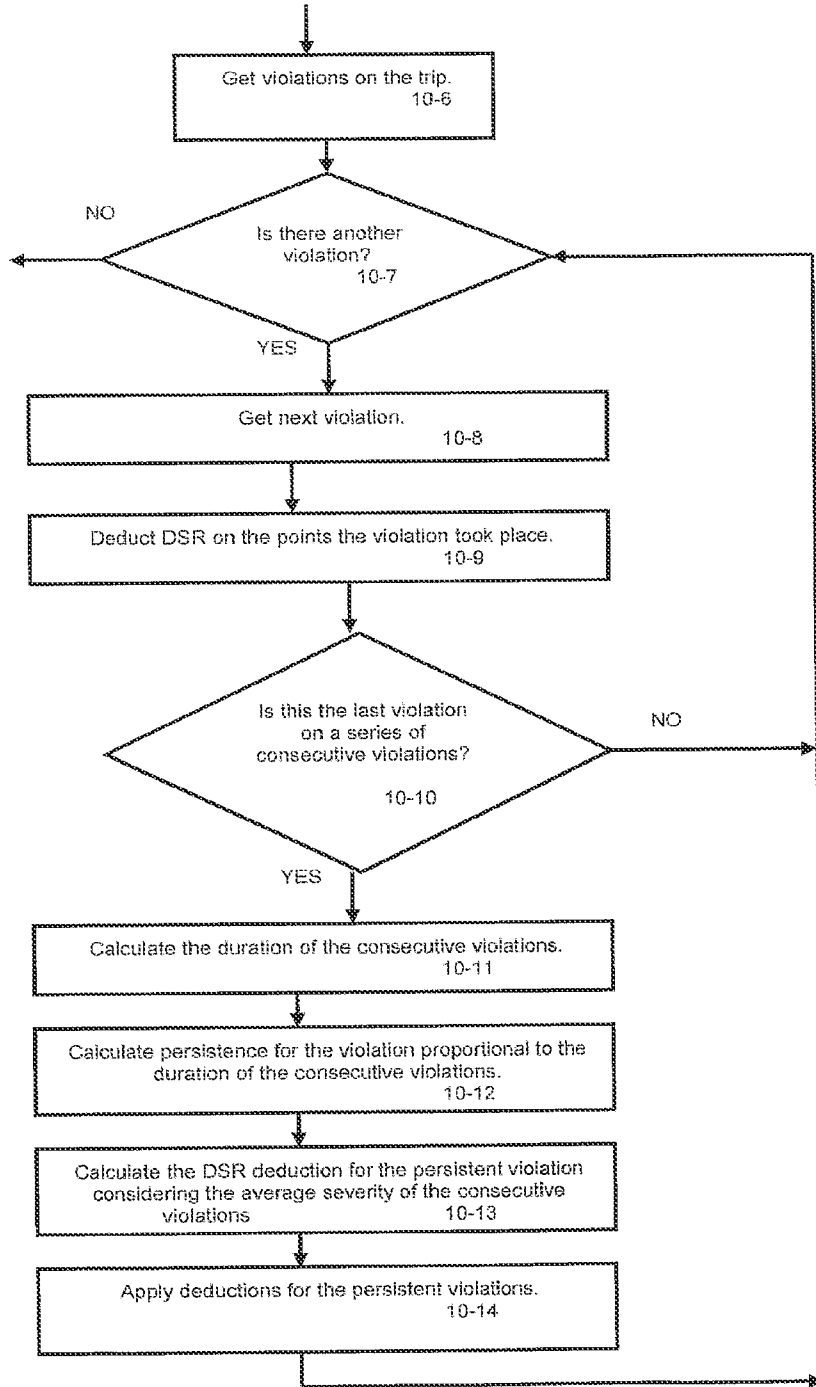 Get violations on the trip.
10-6
NO
Is there another
violation?
10-7
YES
Get next violation.
10-8
Deduct DSR on the points the violation took place.
10-9
Is this the last violation
on a series of
consecutive violations?
NO
10-10
YES
Calculate the duration of the consecutive violations.
10-11
Calculate persistence for the violation proportional to the
duration of the consecutive violations.
10-12
Calculate the DSR deduction for the persistent violation
considering the average severity of the consecutive
violations 10-13
Apply deductions for the persistent violations.
10-14